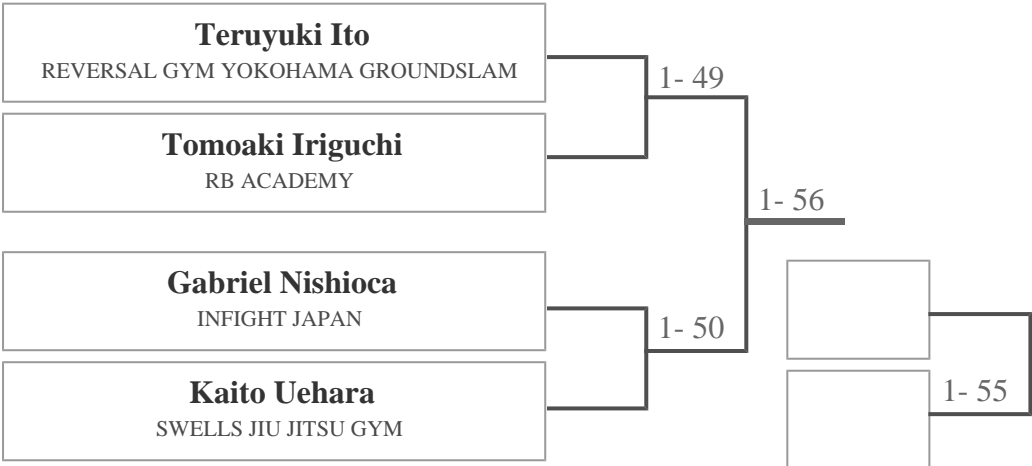 Teruyuki Ito
REVERSAL GYM YOKOHAMA GROUNDSLAM
1- 49
Tomoaki Iriguchi
RB ACADEMY
1- 56
Gabriel Nishioca
INFIGHT JAPAN
1- 50
Kaito Uehara
SWELLS JIU JITSU GYM
1- 55